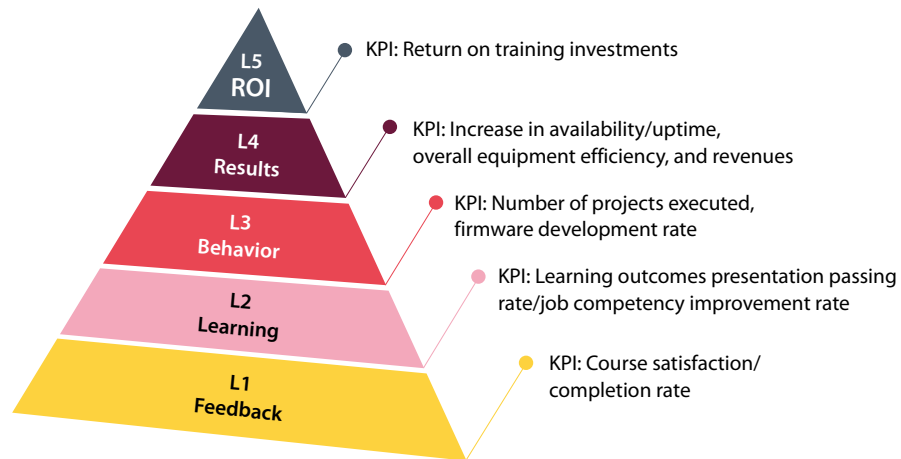 L5
ROI
KPI: Return on training investments
L4
Results
KPI: Increase in availability/uptime,
overall equipment efficiency, and revenues
L3
Behavior
KPI: Number of projects executed,
firmware development rate
L2
Learning
KPI: Learning outcomes presentation passing
rate/job competency improvement rate
L1
Feedback
KPI: Course satisfaction/
completion rate